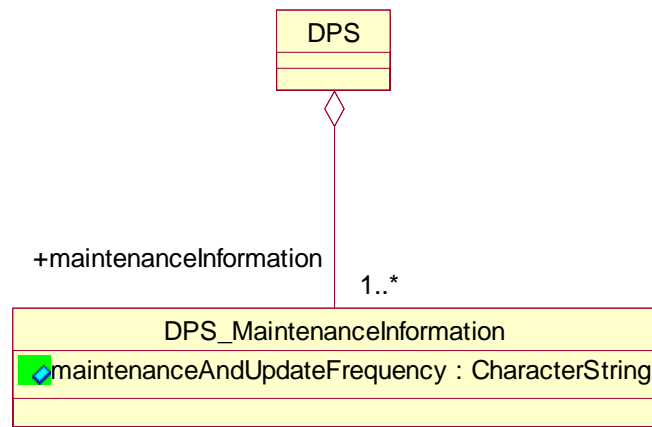 DPS
+maintenanceInformation
1..*
DPS_MaintenanceInformation
maintenanceAndUpdateFrequency : CharacterString